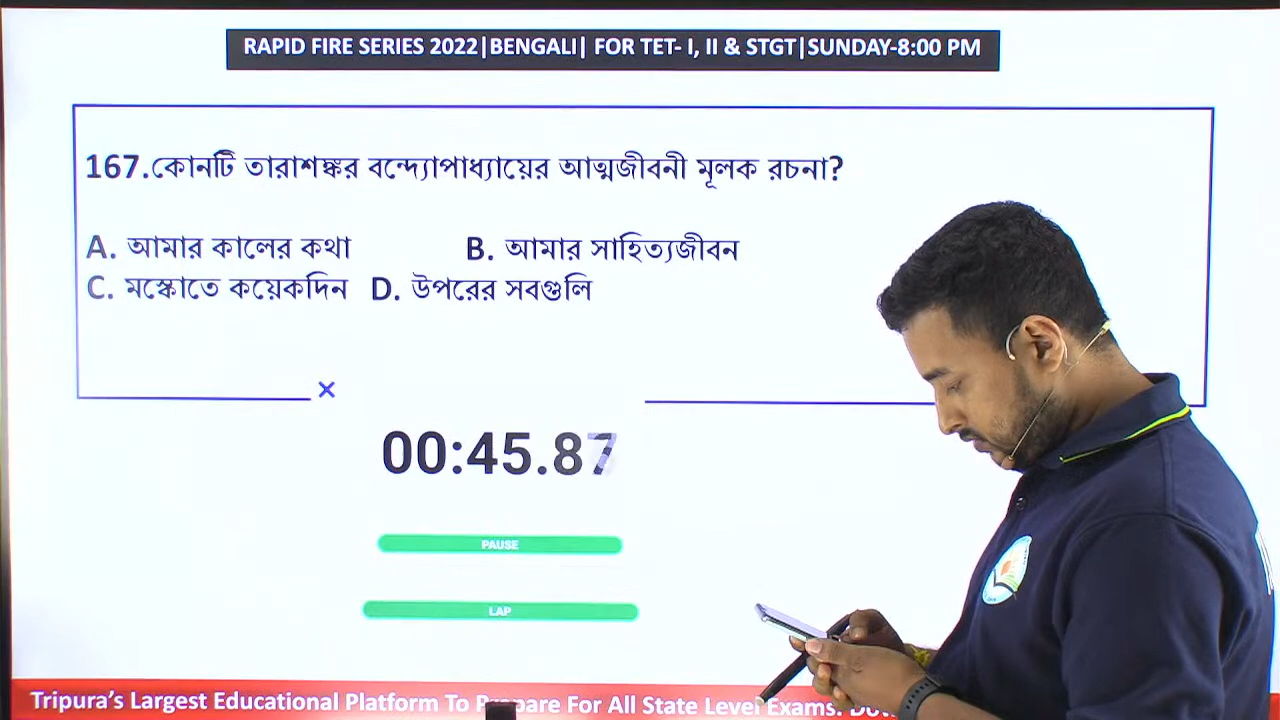 RAPID FIRE SERIES 2022|BENGALI| FOR TET- I, II & STGT|SUNDAY-8:00 PM
167.কোনটি তারাশঙ্কর বন্দ্যোপাধ্যায়ের আত্মজীবনী মূলক রচনা?
A. আমার কালের কথা B. আমার সাহিত্যজীবন
C. মস্কোতে কয়েকদিন D. উপরের সবগুলি
×
00:45.87
PAUSE
LAP
Tripura's Largest Educational Platform To Prepare For All State Level Exams.